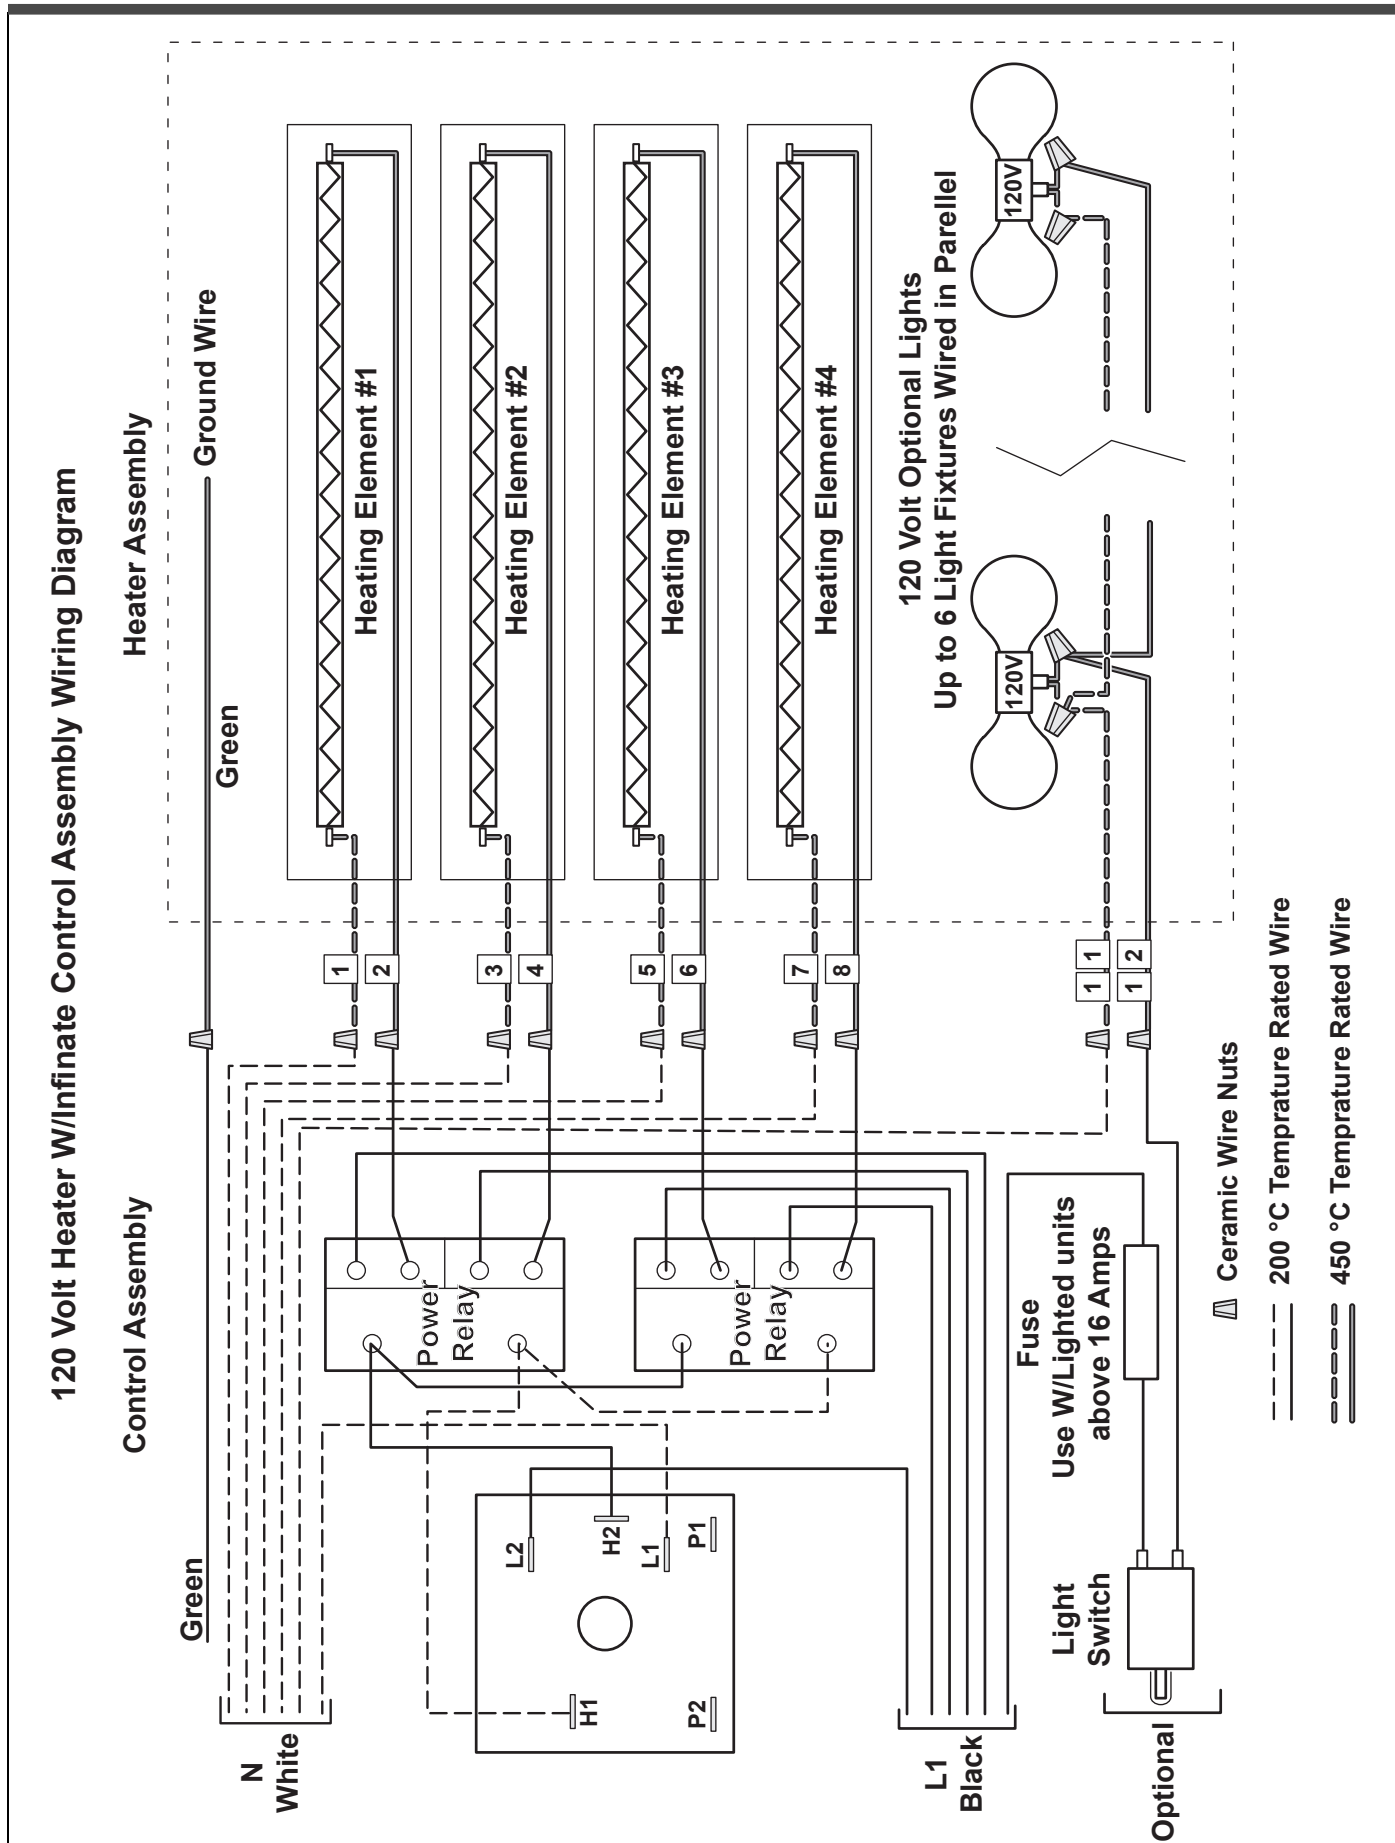 120 Volt Heater W/Infinate Control Assembly Wiring Diagram
Control Assembly
Heater Assembly
Green
Green
Ground Wire
N
White
1
2
Heating Element #1
3
4
Heating Element #2
5
6
Heating Element #3
7
8
Heating Element #4
Power
Relay
Power
Relay
L2
H2
L1
P1
H1
P2
L1
Black
120 Volt Optional Lights
Up to 6 Light Fixtures Wired in Parellel
120V
120V
1 1
1 2
Fuse
Use W/Lighted units
above 16 Amps
Light
Switch
Optional
Ceramic Wire Nuts
200 °C Temprature Rated Wire
450 °C Temprature Rated Wire